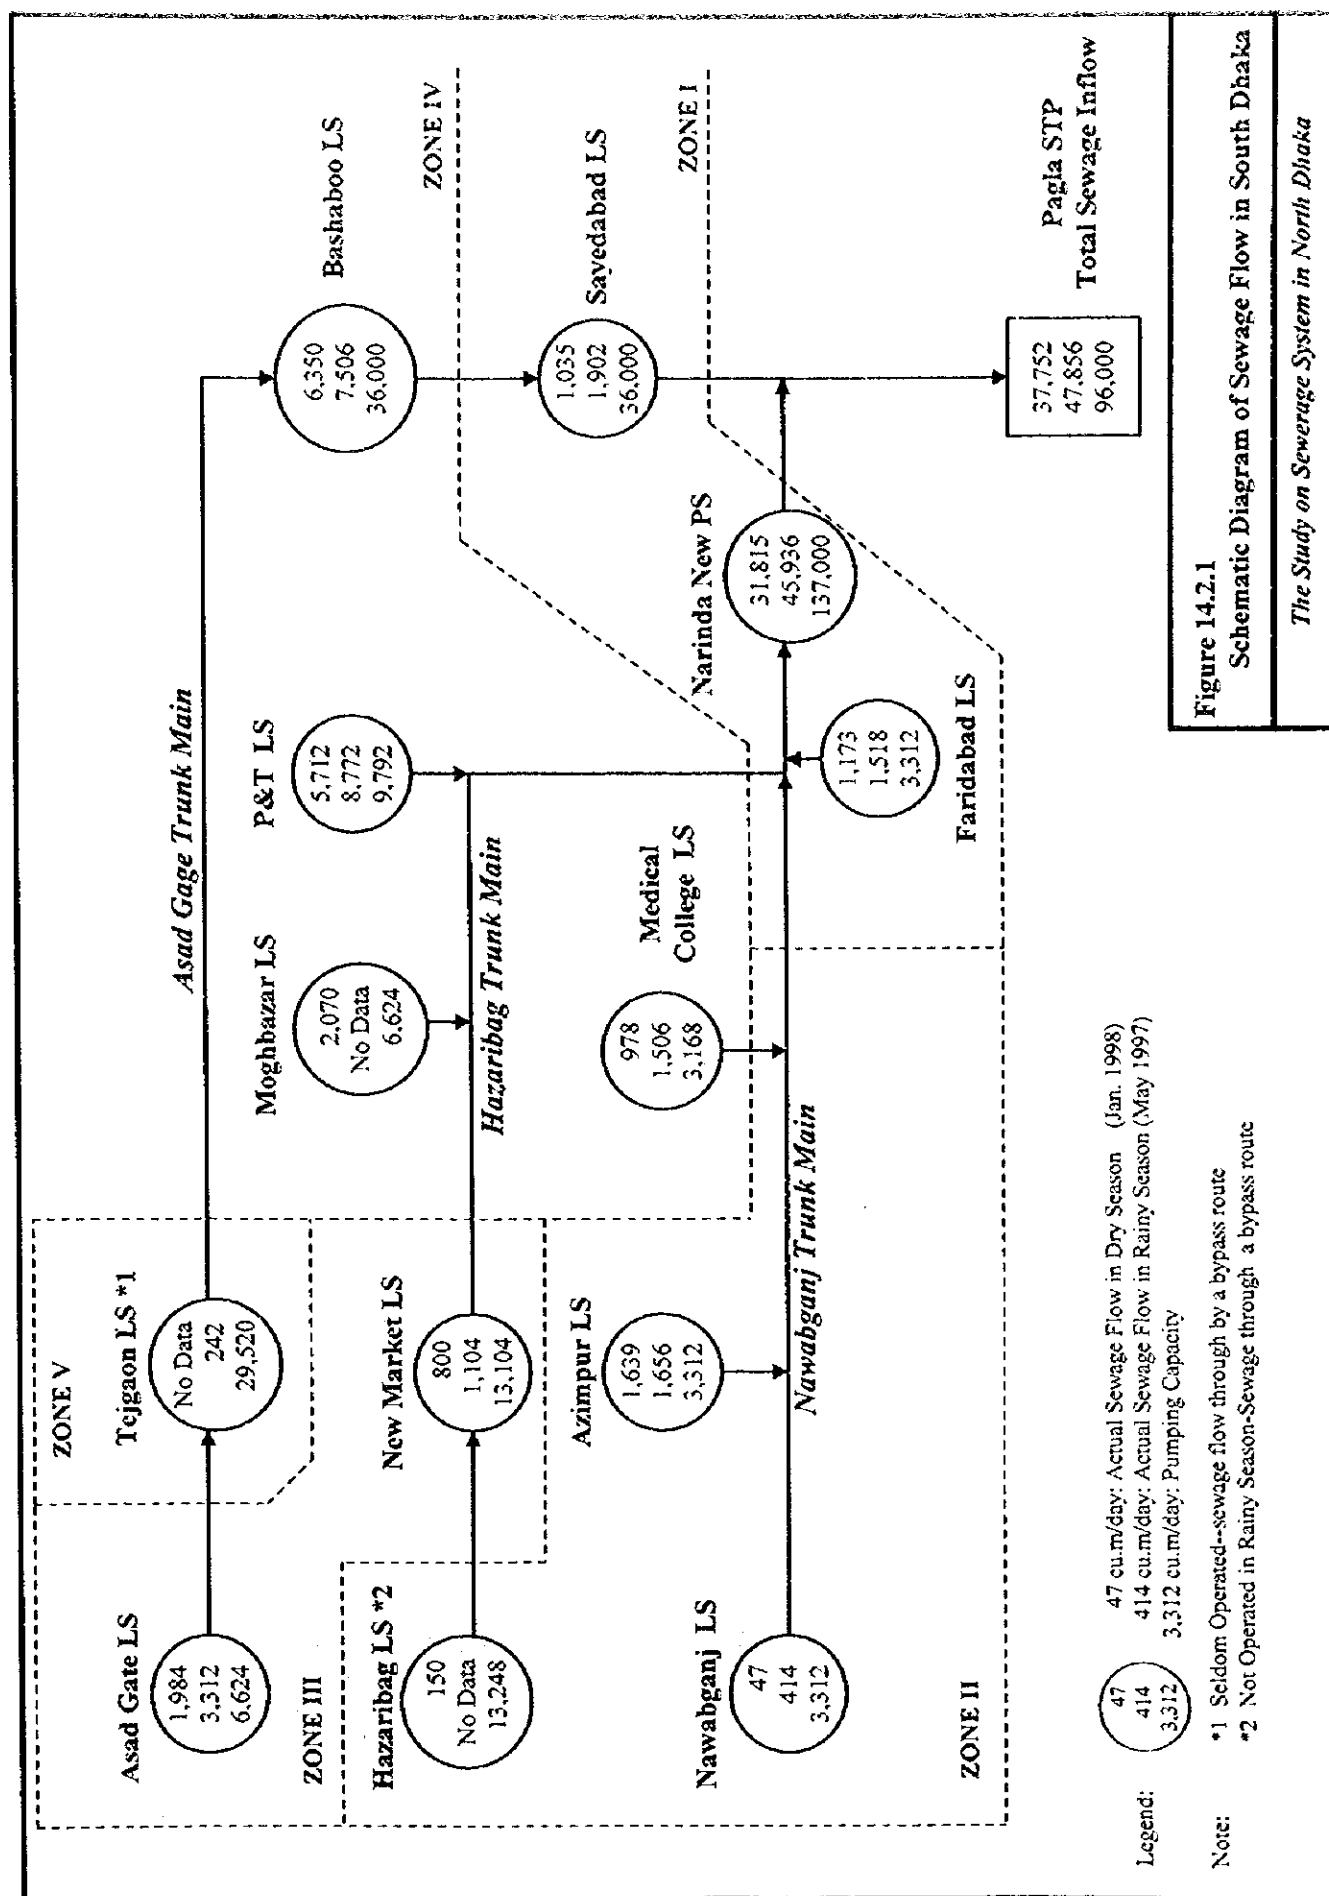 ZONE V
Asad Gate LS
1,984
3,312
6,624
Tejgaon LS *1
No Data
242
29,520
Asad Gage Trunk Main
Bashaboo LS
6,350
7,506
36,000
ZONE III
Hazaribag LS *2
150
No Data
13,248
New Market LS
800
1,104
13,104
Moghbazar LS
2,070
No Data
6,624
P&T LS
5,712
8,772
9,792
Hazaribag Trunk Main
ZONE IV
Sayedabad LS
1,035
1,902
36,000
Azimpur LS
1,639
1,656
3,312
Medical
College LS
978
1,506
3,168
Nawabganj LS
47
414
3,312
Nawabganj Trunk Main
Narinda New PS
31,815
45,936
137,000
ZONE I
Faridabad LS
1,173
1,518
3,312
ZONE II
Pagla STP
Total Sewage Inflow
37,752
47,856
96,000
Legend:
47
414
3,312
47 cu.m/day: Actual Sewage Flow in Dry Season (Jan. 1998)
414 cu.m/day: Actual Sewage Flow in Rainy Season (May 1997)
3,312 cu.m/day: Pumping Capacity
Note: *1 Seldom Operated--sewage flow through by a bypass route
*2 Not Operated in Rainy Season-Sewage through a bypass route
Figure 14.2.1
Schematic Diagram of Sewage Flow in South Dhaka
The Study on Sewerage System in North Dhaka